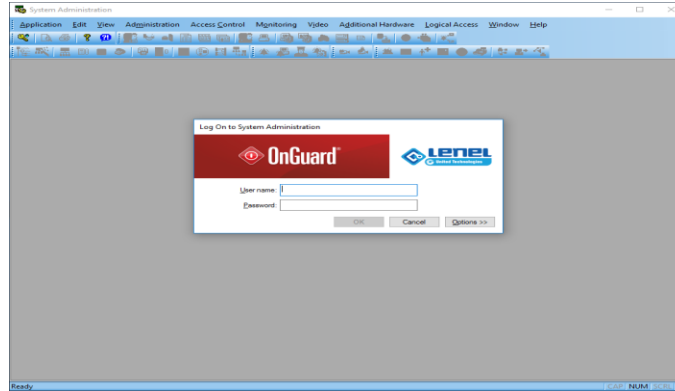 System Administration
Application Edit View Administration Access Control Monitoring Video Additional Hardware Logical Access Window Help
Log On to System Administration
OnGuard®
LENEL
United Technologies
User name:
Password:
OK Cancel Options >>
Ready CAP NUM SCRL